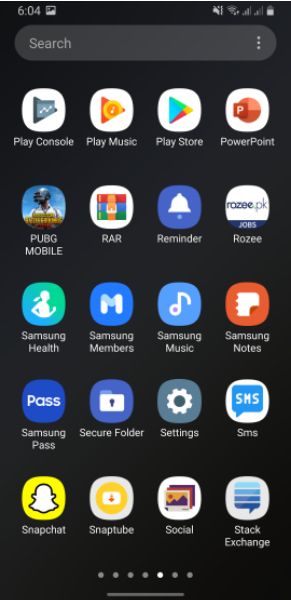 6:04
Search
Play Console
Play Music
Play Store
PowerPoint
PUBG
MOBILE
RAR
Reminder
rozee.pk
JOBS
Rozee
Samsung
Health
Samsung
Members
Samsung
Music
Samsung
Notes
Pass
Samsung
Pass
Secure Folder
Settings
SMS
Sms
Snapchat
Snaptube
Social
Stack
Exchange